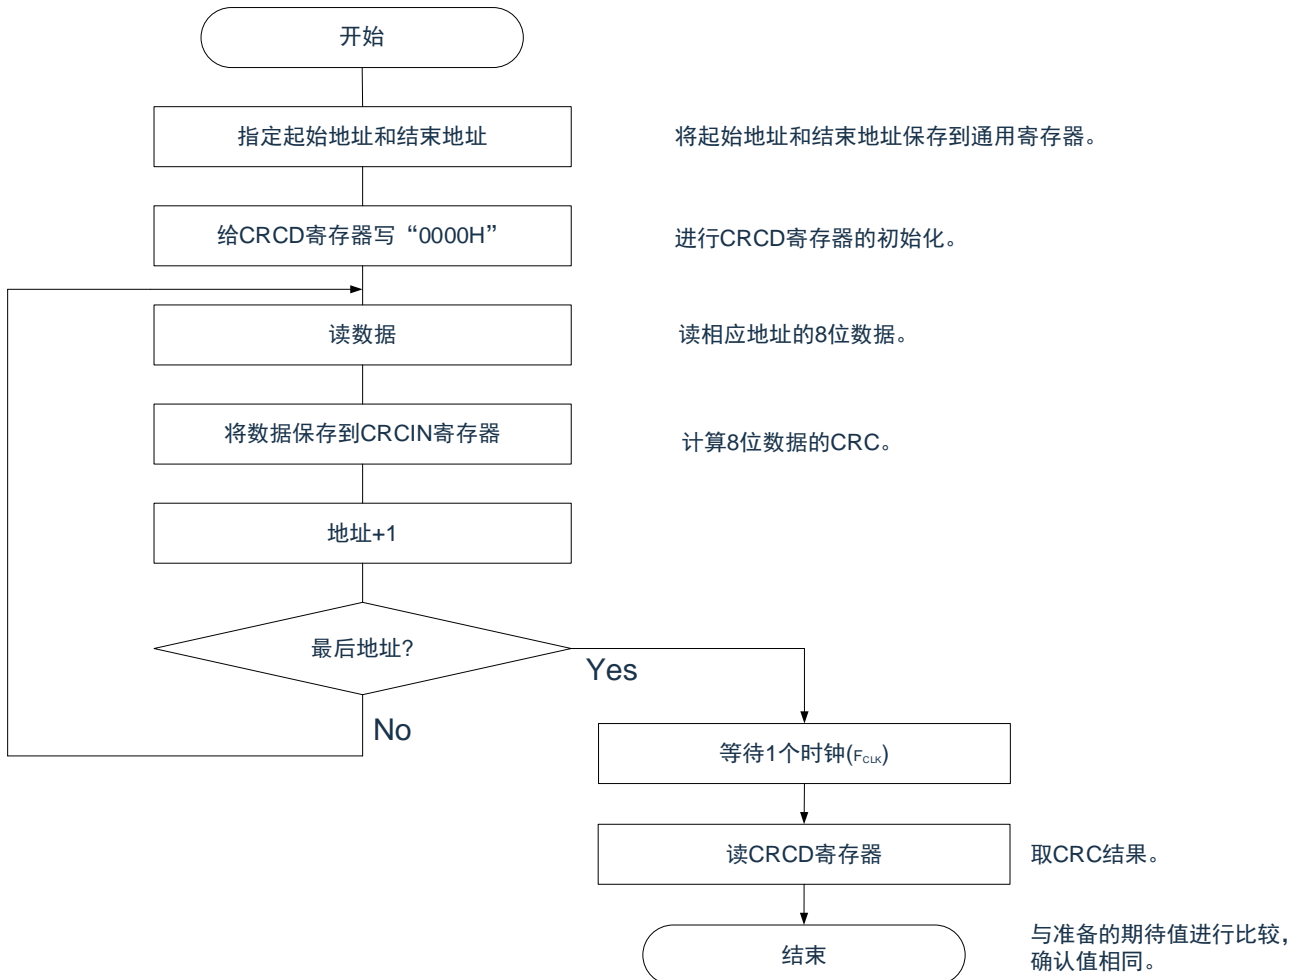 开始
指定起始地址和结束地址
将起始地址和结束地址保存到通用寄存器。
给CRCD寄存器写“0000H”
进行CRCD寄存器的初始化。
读数据
读相应地址的8位数据。
将数据保存到CRCIN寄存器
计算8位数据的CRC。
地址+1
最后地址?
Yes
No
等待1个时钟(FCLK)
读CRCD寄存器
取CRC结果。
结束
与准备的期待值进行比较，
确认值相同。